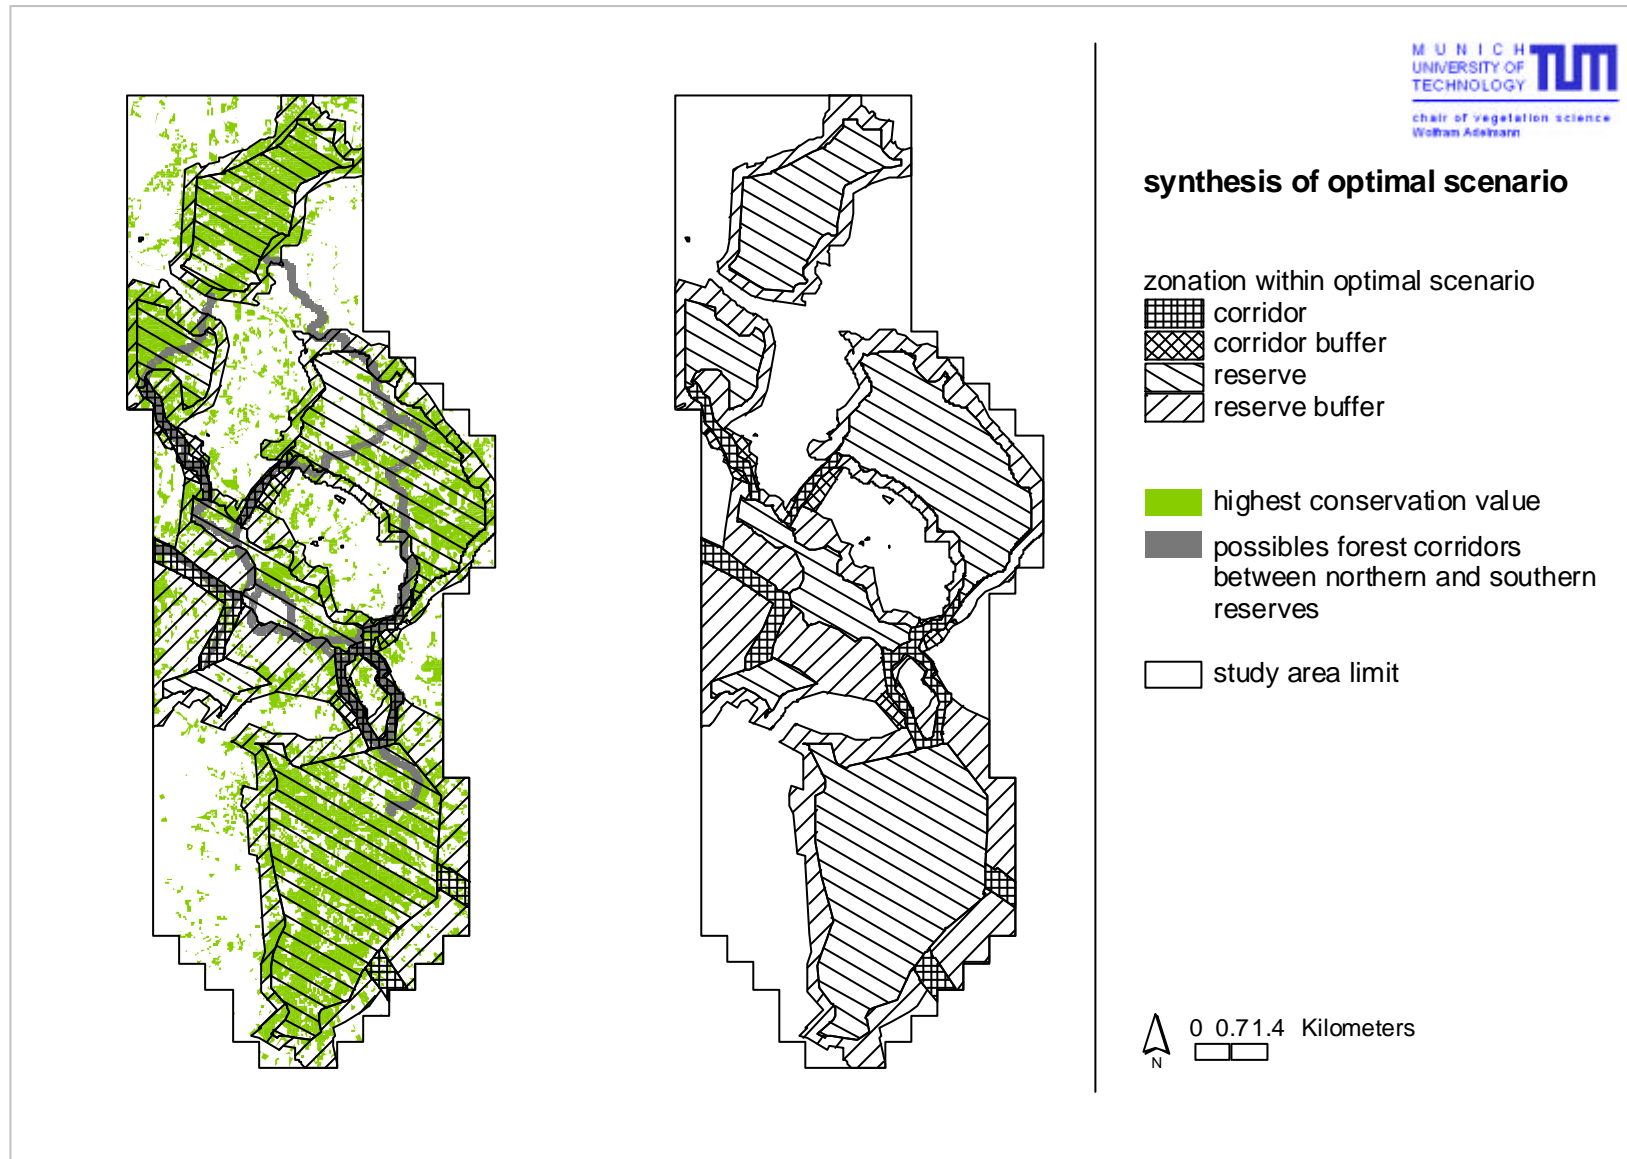 MUNICH
UNIVERSITY OF
TECHNOLOGY
TUM
chair of vegetation science
Wolfram Adelmann
synthesis of optimal scenario
zonation within optimal scenario
corridor
corridor buffer
reserve
reserve buffer
highest conservation value
possibles forest corridors
between northern and southern
reserves
study area limit
0 0.71.4 Kilometers
N